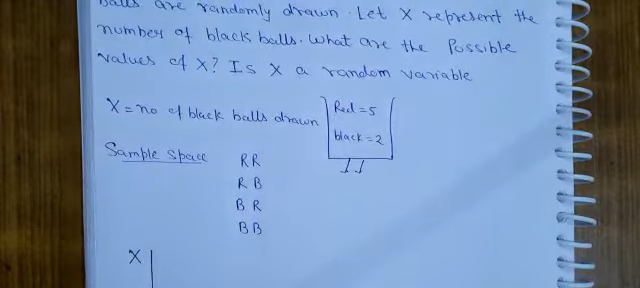 balls are randomly drawn. Let X represent the
number of black balls. What are the Possible
values of X? Is X a random variable
X = no of black balls drawn
Red = 5
black = 2
Sample space
RR
RB
BR
BB
X